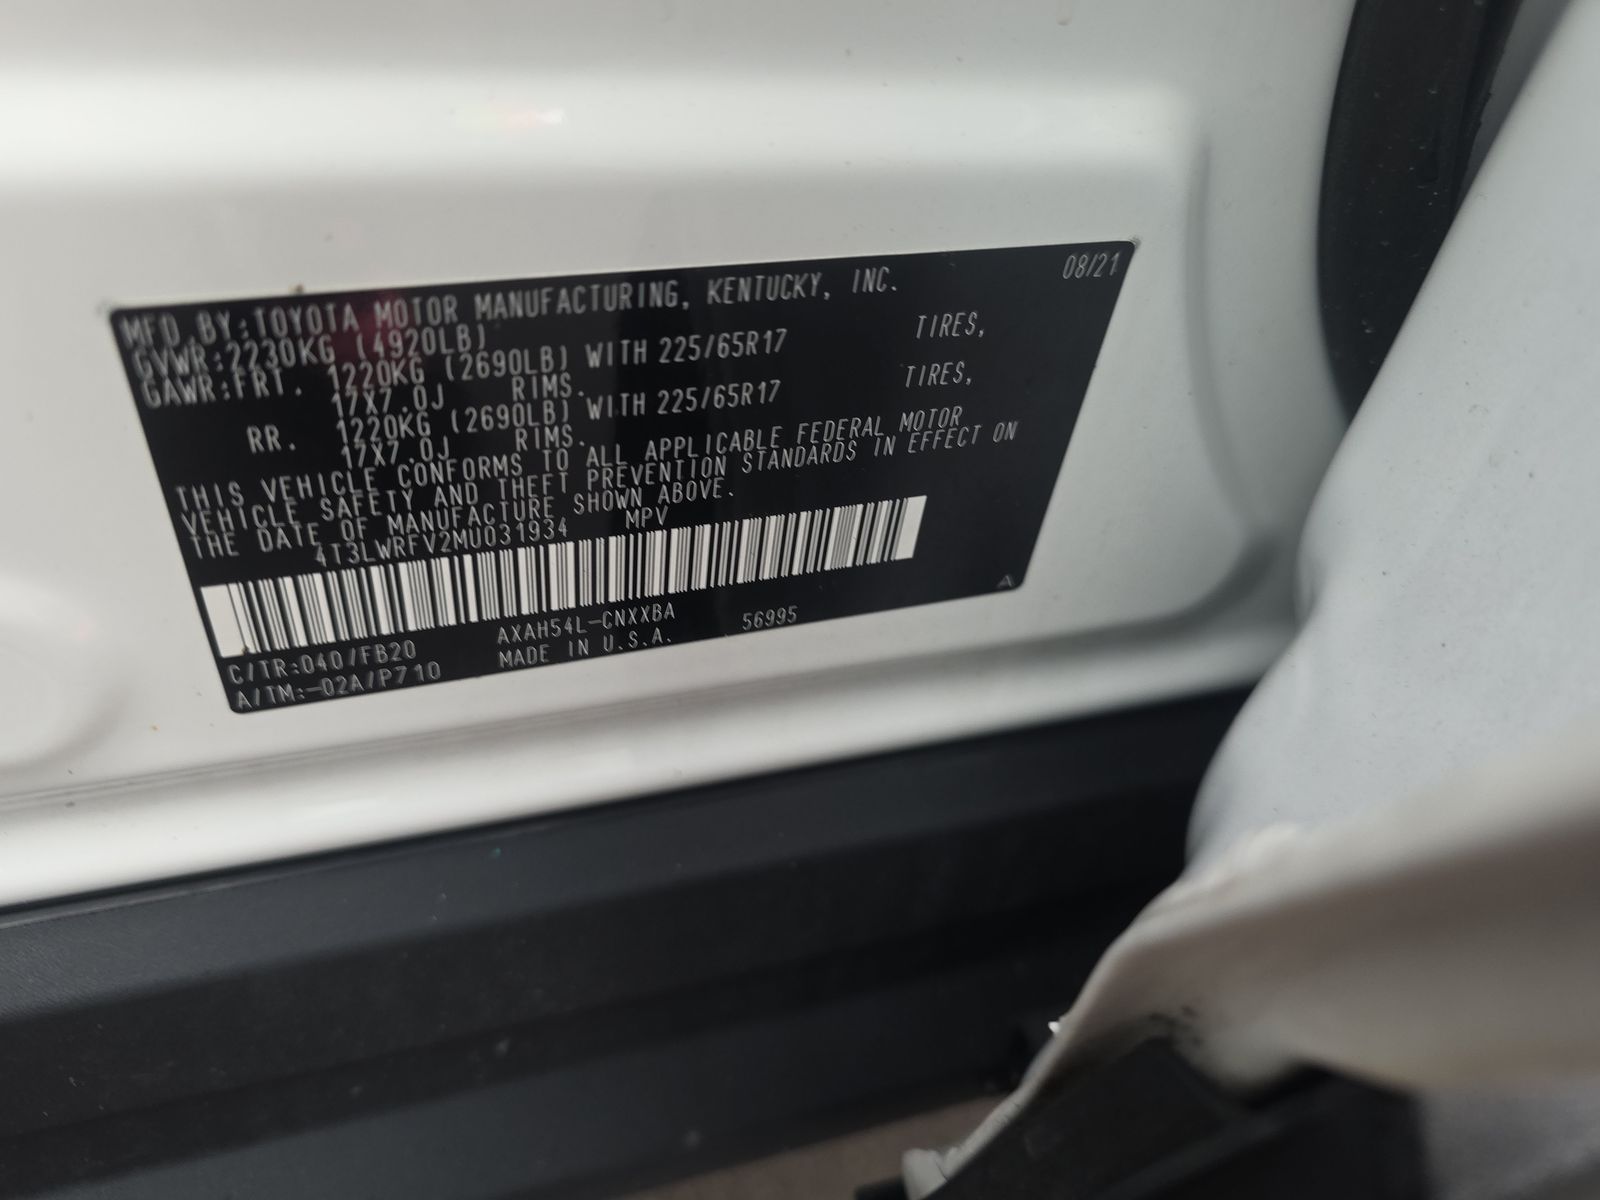 MFD.BY:TOYOTA MOTOR MANUFACTURING, KENTUCKY, INC. 08/21
GVWR:2230KG (4920LB)
GAWR:FRT. 1220KG (2690LB) WITH 225/65R17 TIRES,
17X7.0J RIMS.
RR. 1220KG (2690LB) WITH 225/65R17 TIRES,
17X7.0J RIMS.
THIS VEHICLE CONFORMS TO ALL APPLICABLE FEDERAL MOTOR
VEHICLE SAFETY AND THEFT PREVENTION STANDARDS IN EFFECT ON
THE DATE OF MANUFACTURE SHOWN ABOVE.
4T3LWRFV2MU031934 MPV
C/TR:040/FB20 AXAH54L-CNXXBA 56995 A
A/TM:-02A/P710 MADE IN U.S.A.